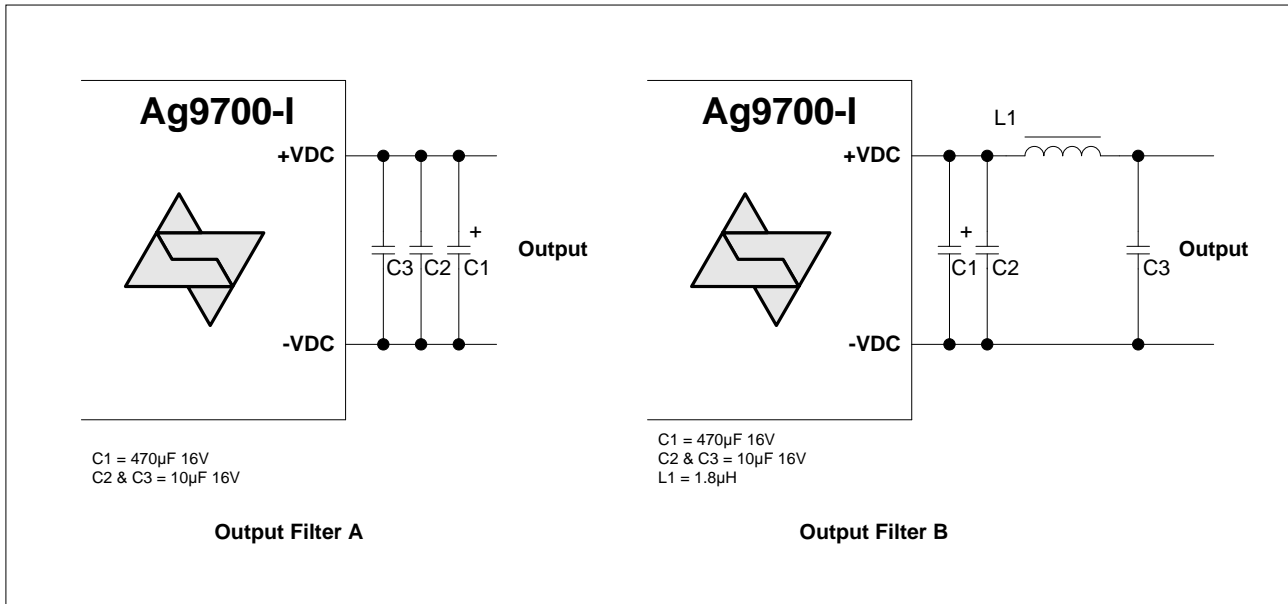 Ag9700-I
+VDC
+
C3
C2
C1
Output
-VDC
C1 = 470µF 16V
C2 & C3 = 10µF 16V
Output Filter A
Ag9700-I
L1
+VDC
+
C1
C2
C3
Output
-VDC
C1 = 470µF 16V
C2 & C3 = 10µF 16V
L1 = 1.8µH
Output Filter B